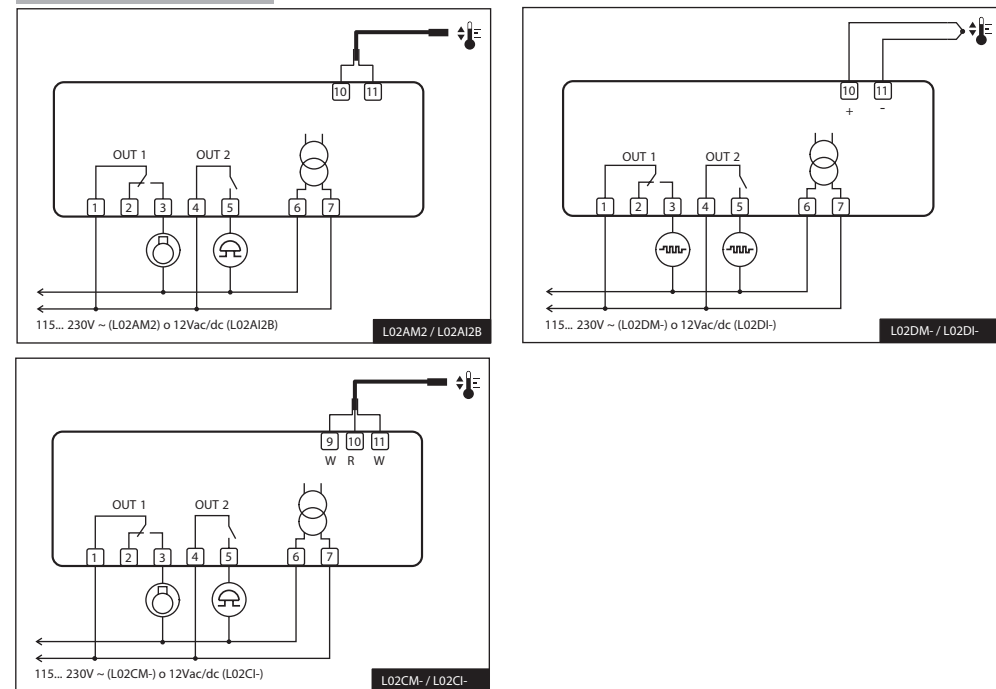 10 11
OUT 1 OUT 2
1 2 3 4 5 6 7
115... 230V ~ (L02AM2) o 12Vac/dc (L02AI2B)
L02AM2 / L02AI2B
10 11
+ -
OUT 1 OUT 2
1 2 3 4 5 6 7
115... 230V ~ (L02DM-) o 12Vac/dc (L02DI-)
L02DM- / L02DI-
9 10 11
W R W
OUT 1 OUT 2
1 2 3 4 5 6 7
115... 230V ~ (L02CM-) o 12Vac/dc (L02CI-)
L02CM- / L02CI-